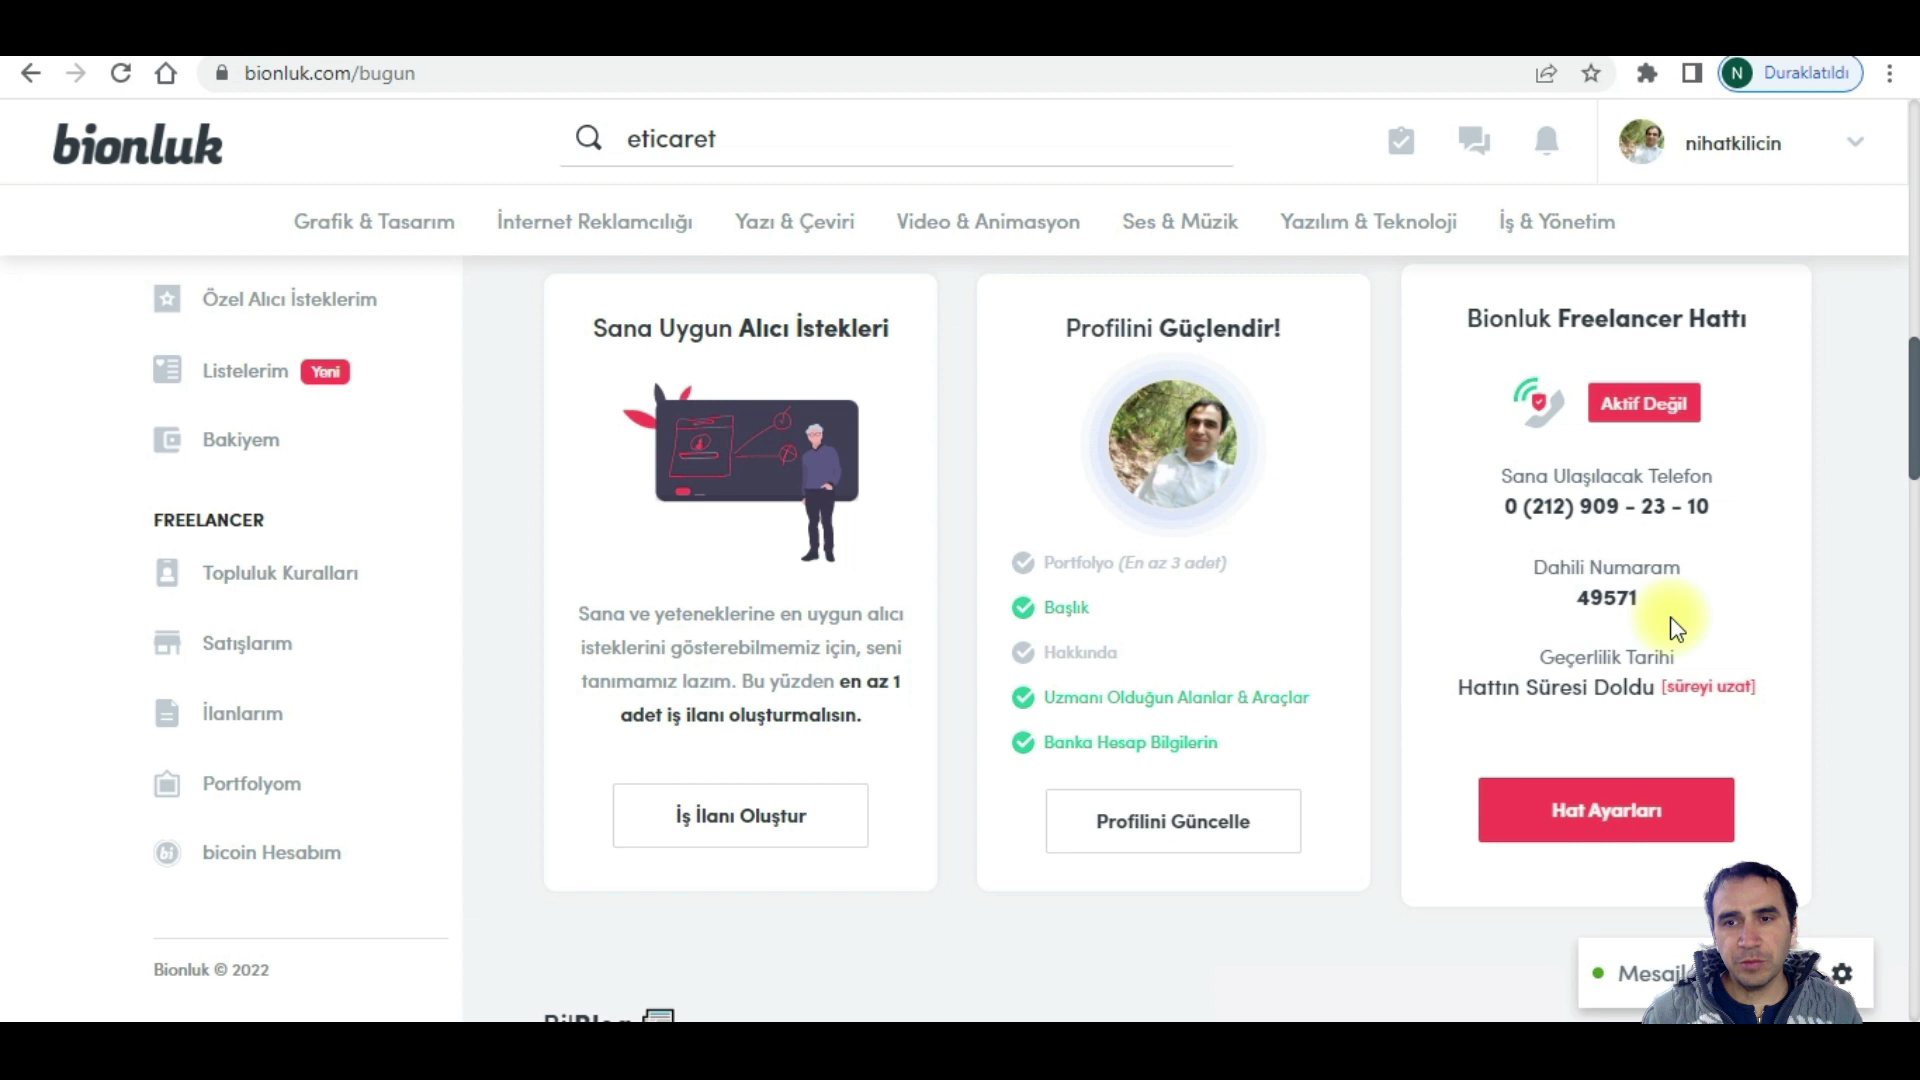 bionluk.com/bugun
N
Duraklatıldı
bionluk
eticaret
nihatkilicin
Grafik & Tasarım
İnternet Reklamcılığı
Yazı & Çeviri
Video & Animasyon
Ses & Müzik
Yazılım & Teknoloji
İş & Yönetim
Özel Alıcı İsteklerim
Listelerim Yeni
Bakiyem
FREELANCER
Topluluk Kuralları
Satışlarım
İlanlarım
Portfolyom
bi bicoin Hesabım
Bionluk © 2022
Sana Uygun Alıcı İstekleri
Sana ve yeteneklerine en uygun alıcı
isteklerini gösterebilmemiz için, seni
tanımamız lazım. Bu yüzden en az 1
adet iş ilanı oluşturmalısın.
İş İlanı Oluştur
Profilini Güçlendir!
Portfolyo (En az 3 adet)
Başlık
Hakkında
Uzmanı Olduğun Alanlar & Araçlar
Banka Hesap Bilgilerin
Profilini Güncelle
Bionluk Freelancer Hattı
Aktif Değil
Sana Ulaşılacak Telefon
0 (212) 909 - 23 - 10
Dahili Numaram
49571
Geçerlilik Tarihi
Hattın Süresi Doldu [süreyi uzat]
Hat Ayarları